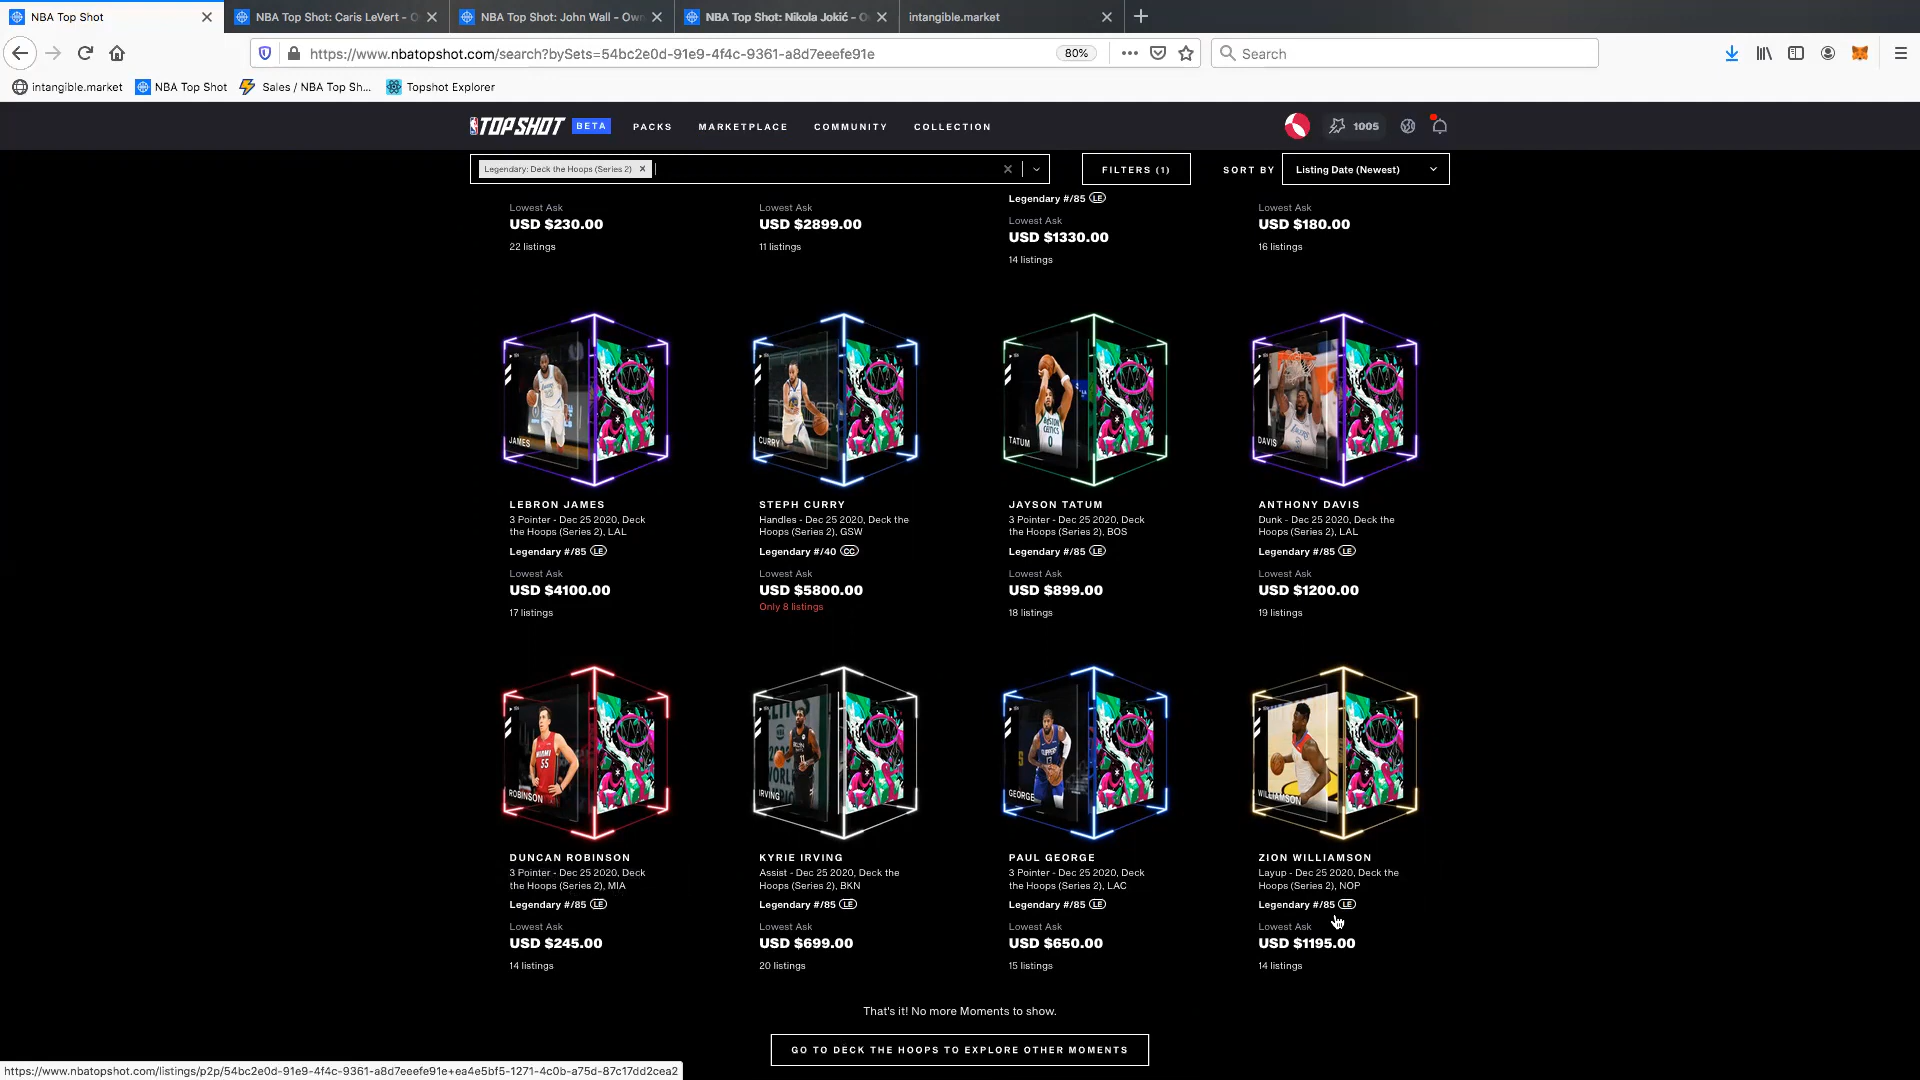 NBA Top Shot
NBA Top Shot: Caris LeVert - O
NBA Top Shot: John Wall - Own
NBA Top Shot: Nikola Jokić - O
intangible.market
https://www.nbatopshot.com/search?bySets=54bc2e0d-91e9-4f4c-9361-a8d7eeefe91e
80%
Search
intangible.market
NBA Top Shot
Sales / NBA Top Sh...
Topshot Explorer
TOP SHOT BETA
PACKS
MARKETPLACE
COMMUNITY
COLLECTION
1005
Legendary: Deck the Hoops (Series 2)
FILTERS (1)
SORT BY
Listing Date (Newest)
Lowest Ask
USD $230.00
22 listings
Lowest Ask
USD $2899.00
11 listings
Legendary #/85 LE
Lowest Ask
USD $1330.00
14 listings
Lowest Ask
USD $180.00
16 listings
JAMES
LEBRON JAMES
3 Pointer - Dec 25 2020, Deck
the Hoops (Series 2), LAL
Legendary #/85 LE
Lowest Ask
USD $4100.00
17 listings
CURRY
STEPH CURRY
Handles - Dec 25 2020, Deck the
Hoops (Series 2), GSW
Legendary #/40 CC
Lowest Ask
USD $5800.00
Only 8 listings
TATUM
BOSTON
CELTICS
0
JAYSON TATUM
3 Pointer - Dec 25 2020, Deck
the Hoops (Series 2), BOS
Legendary #/85 LE
Lowest Ask
USD $899.00
18 listings
DAVIS
ANTHONY DAVIS
Dunk - Dec 25 2020, Deck the
Hoops (Series 2), LAL
Legendary #/85 LE
Lowest Ask
USD $1200.00
19 listings
MIAMI
55
ROBINSON
DUNCAN ROBINSON
3 Pointer - Dec 25 2020, Deck
the Hoops (Series 2), MIA
Legendary #/85 LE
Lowest Ask
USD $245.00
14 listings
IRVING
KYRIE IRVING
Assist - Dec 25 2020, Deck the
Hoops (Series 2), BKN
Legendary #/85 LE
Lowest Ask
USD $699.00
20 listings
GEORGE
PAUL GEORGE
3 Pointer - Dec 25 2020, Deck
the Hoops (Series 2), LAC
Legendary #/85 LE
Lowest Ask
USD $650.00
15 listings
WILLIAMSON
ZION WILLIAMSON
Layup - Dec 25 2020, Deck the
Hoops (Series 2), NOP
Legendary #/85 LE
Lowest Ask
USD $1195.00
14 listings
That's it! No more Moments to show.
GO TO DECK THE HOOPS TO EXPLORE OTHER MOMENTS
https://www.nbatopshot.com/listings/p2p/54bc2e0d-91e9-4f4c-9361-a8d7eeefe91e+ea4e5bf5-1271-4c0b-a75d-87c17dd2cea2